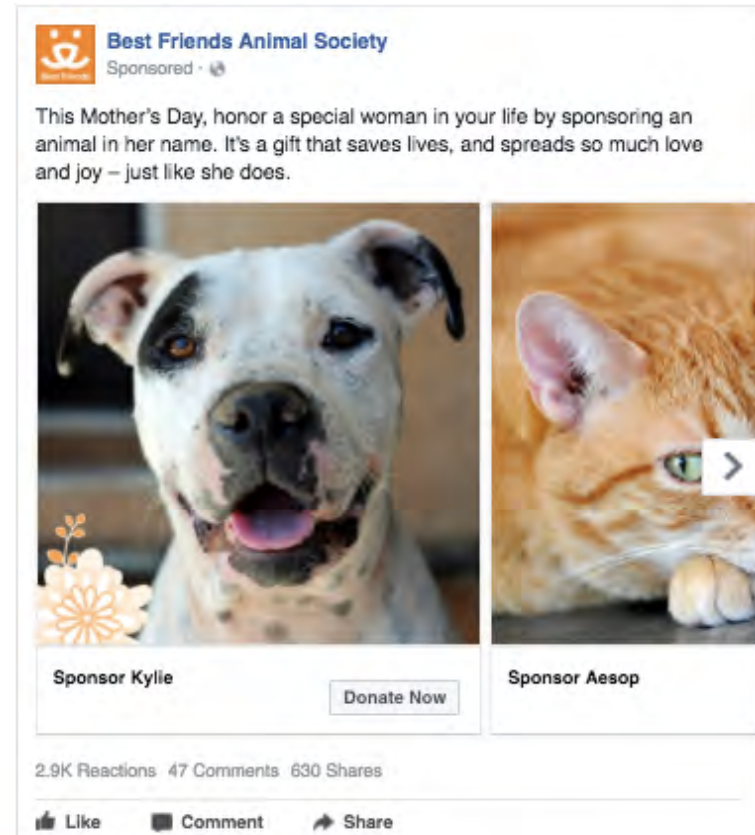 Best Friends Animal Society
Sponsored ·
This Mother's Day, honor a special woman in your life by sponsoring an
animal in her name. It's a gift that saves lives, and spreads so much love
and joy – just like she does.
Sponsor Kylie
Donate Now
Sponsor Aesop
2.9K Reactions 47 Comments 630 Shares
Like Comment Share